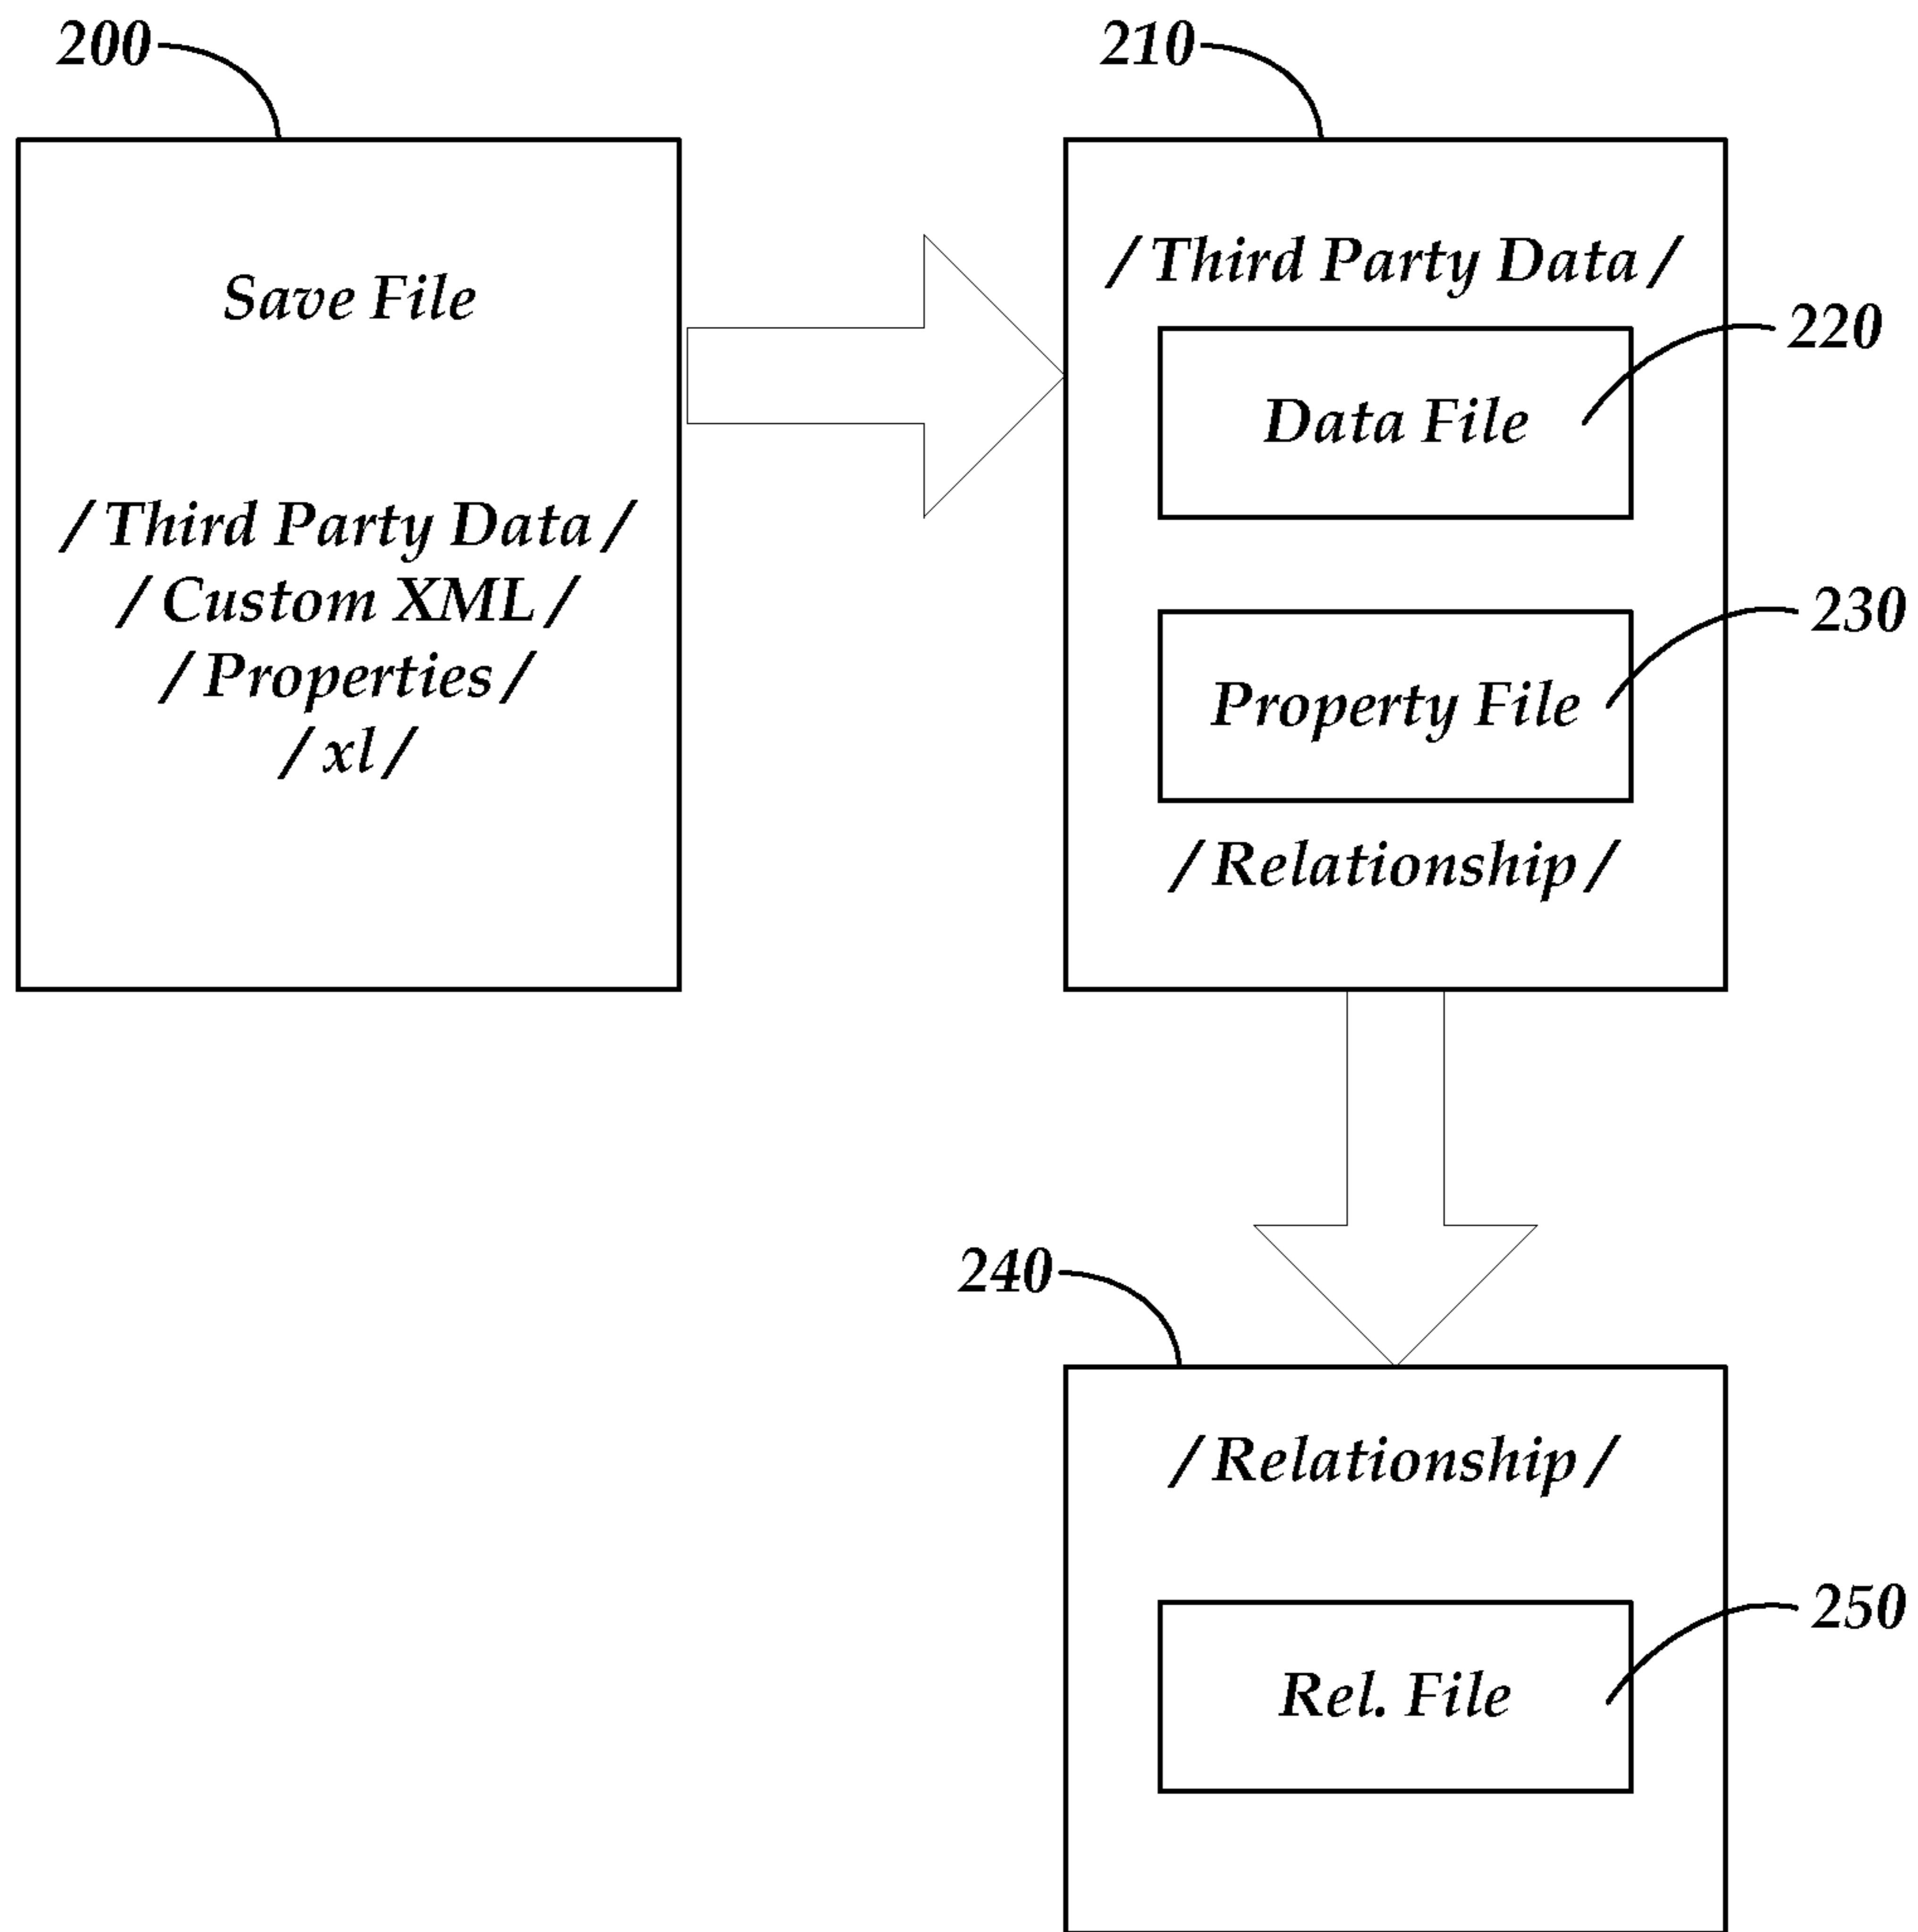 200
Save File
/Third Party Data/
/Custom XML/
/Properties/
/xl/
210
/Third Party Data/
220
Data File
230
Property File
/Relationship/
240
/Relationship/
250
Rel. File